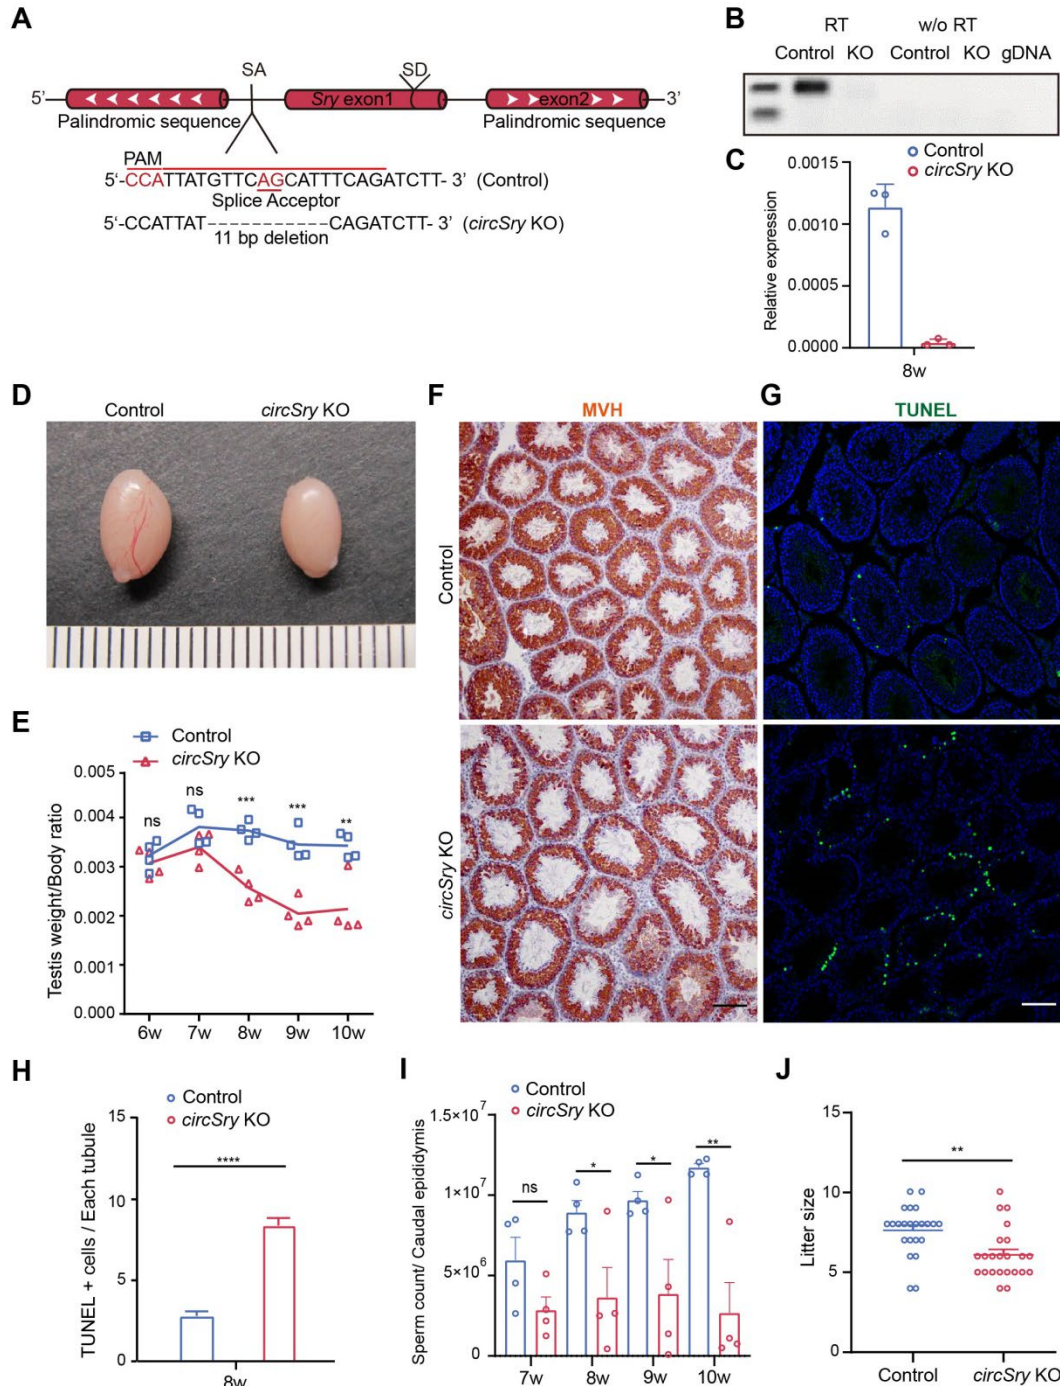 A
SA
SD
5'
Sry exon1
exon2
3'
Palindromic sequence
Palindromic sequence
PAM
5'-CCATTATGTTCAGCATTTCAGATCTT- 3' (Control)
Splice Acceptor
5'-CCATTAT-----------CAGATCTT- 3' (circSry KO)
11 bp deletion
B
RT
w/o RT
Control KO Control KO gDNA
C
Control
circSry KO
Relative expression
0.0015
0.0010
0.0005
0.0000
8w
D
Control
circSry KO
E
Control
circSry KO
Testis weight/Body ratio
0.005
0.004
0.003
0.002
0.001
0.000
ns
ns
***
***
**
6w 7w 8w 9w 10w
F
MVH
Control
circSry KO
G
TUNEL
H
Control
circSry KO
TUNEL + cells / Each tubule
15
10
5
0
****
8w
I
Control
circSry KO
Sperm count/ Caudal epididymis
1.5×10⁷
1×10⁷
5×10⁶
0
ns
*
*
**
7w 8w 9w 10w
J
Litter size
15
10
5
0
**
Control circSry KO